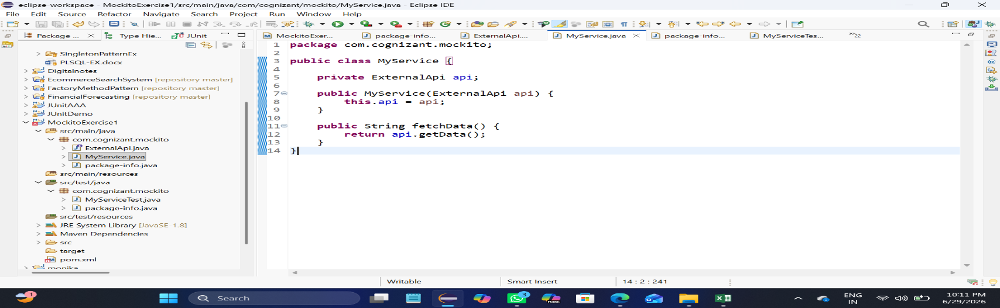 eclipse-workspace - MockitoExercise1/src/main/java/com/cognizant/mockito/MyService.java - Eclipse IDE
File Edit Source Refactor Navigate Search Project Run Window Help
Package ... Type Hie... JUnit
MockitoExer... package-info... ExternalApi.... MyService.java package-info... MyServiceTes... »22
SingletonPatternEx
PLSQL-EX.docx
Digitalnotes
EcommerceSearchSystem [repository master]
FactoryMethodPattern [repository master]
FinancialForecasting [repository master]
JUnitAAA
JUnitDemo
MockitoExercise1
src/main/java
com.cognizant.mockito
ExternalApi.java
MyService.java
package-info.java
src/main/resources
src/test/java
com.cognizant.mockito
MyServiceTest.java
package-info.java
src/test/resources
JRE System Library [JavaSE-1.8]
Maven Dependencies
src
target
pom.xml
monika
1 package com.cognizant.mockito;
2
3 public class MyService {
4
5 private ExternalApi api;
6
7 public MyService(ExternalApi api) {
8 this.api = api;
9 }
10
11 public String fetchData() {
12 return api.getData();
13 }
14 }
Writable Smart Insert 14 : 2 : 241
1
Search
3
ENG
IN
10:11 PM
6/29/2026